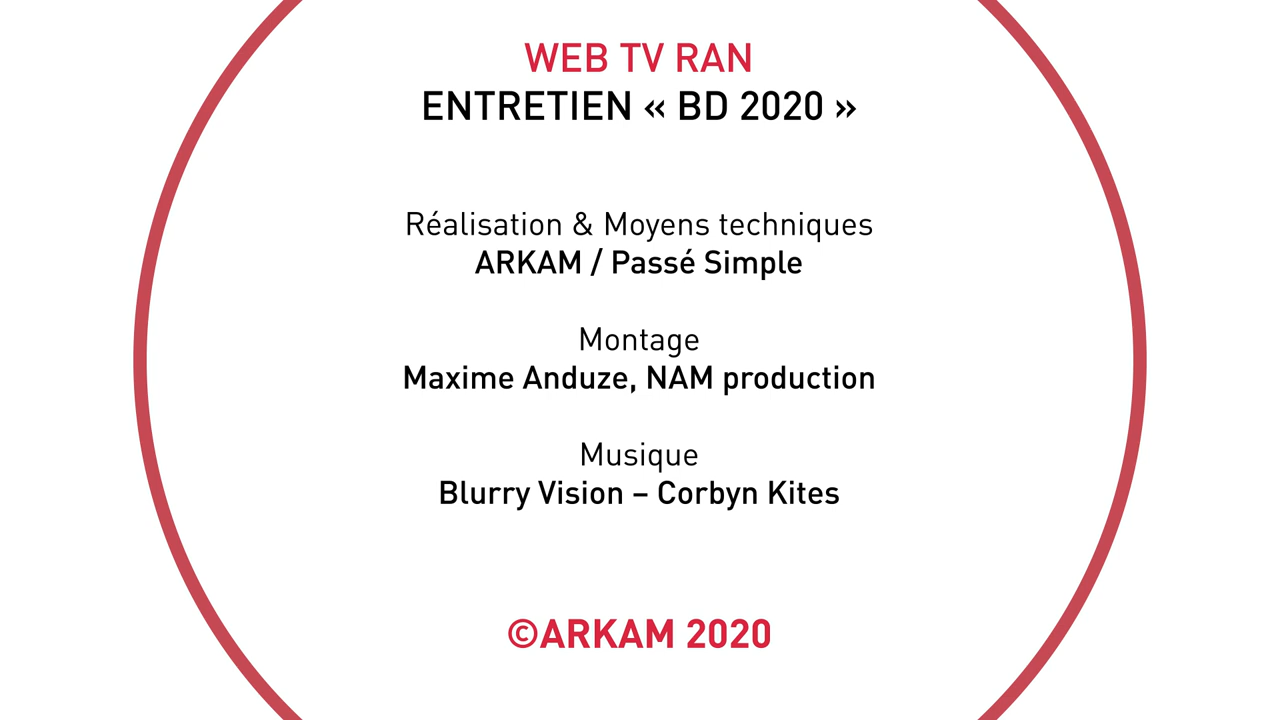 WEB TV RAN
ENTRETIEN « BD 2020 »
Réalisation & Moyens techniques
ARKAM / Passé Simple
Montage
Maxime Anduze, NAM production
Musique
Blurry Vision – Corbyn Kites
©ARKAM 2020